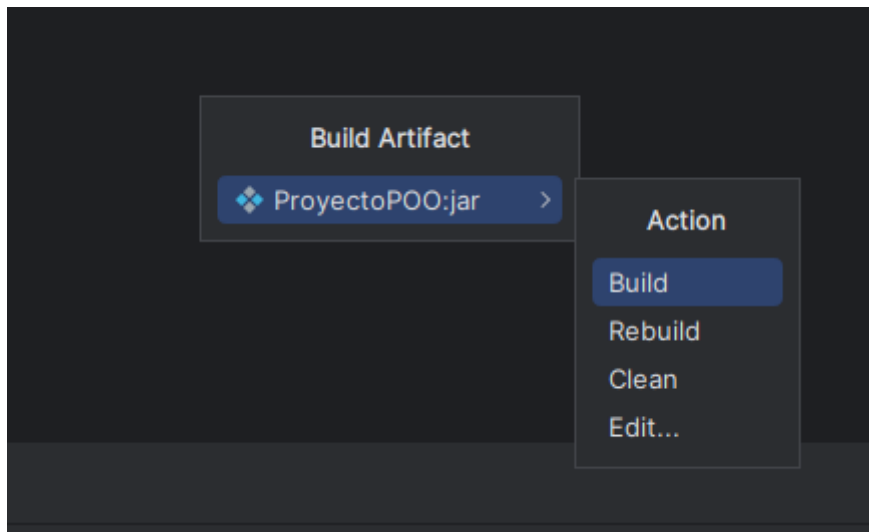 Build Artifact
ProyectoPOO:jar
Action
Build
Rebuild
Clean
Edit...